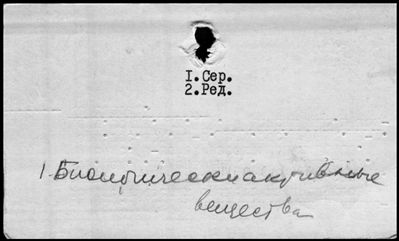 I. Сер.
2. Ред.
1. Биологически активные
вещества